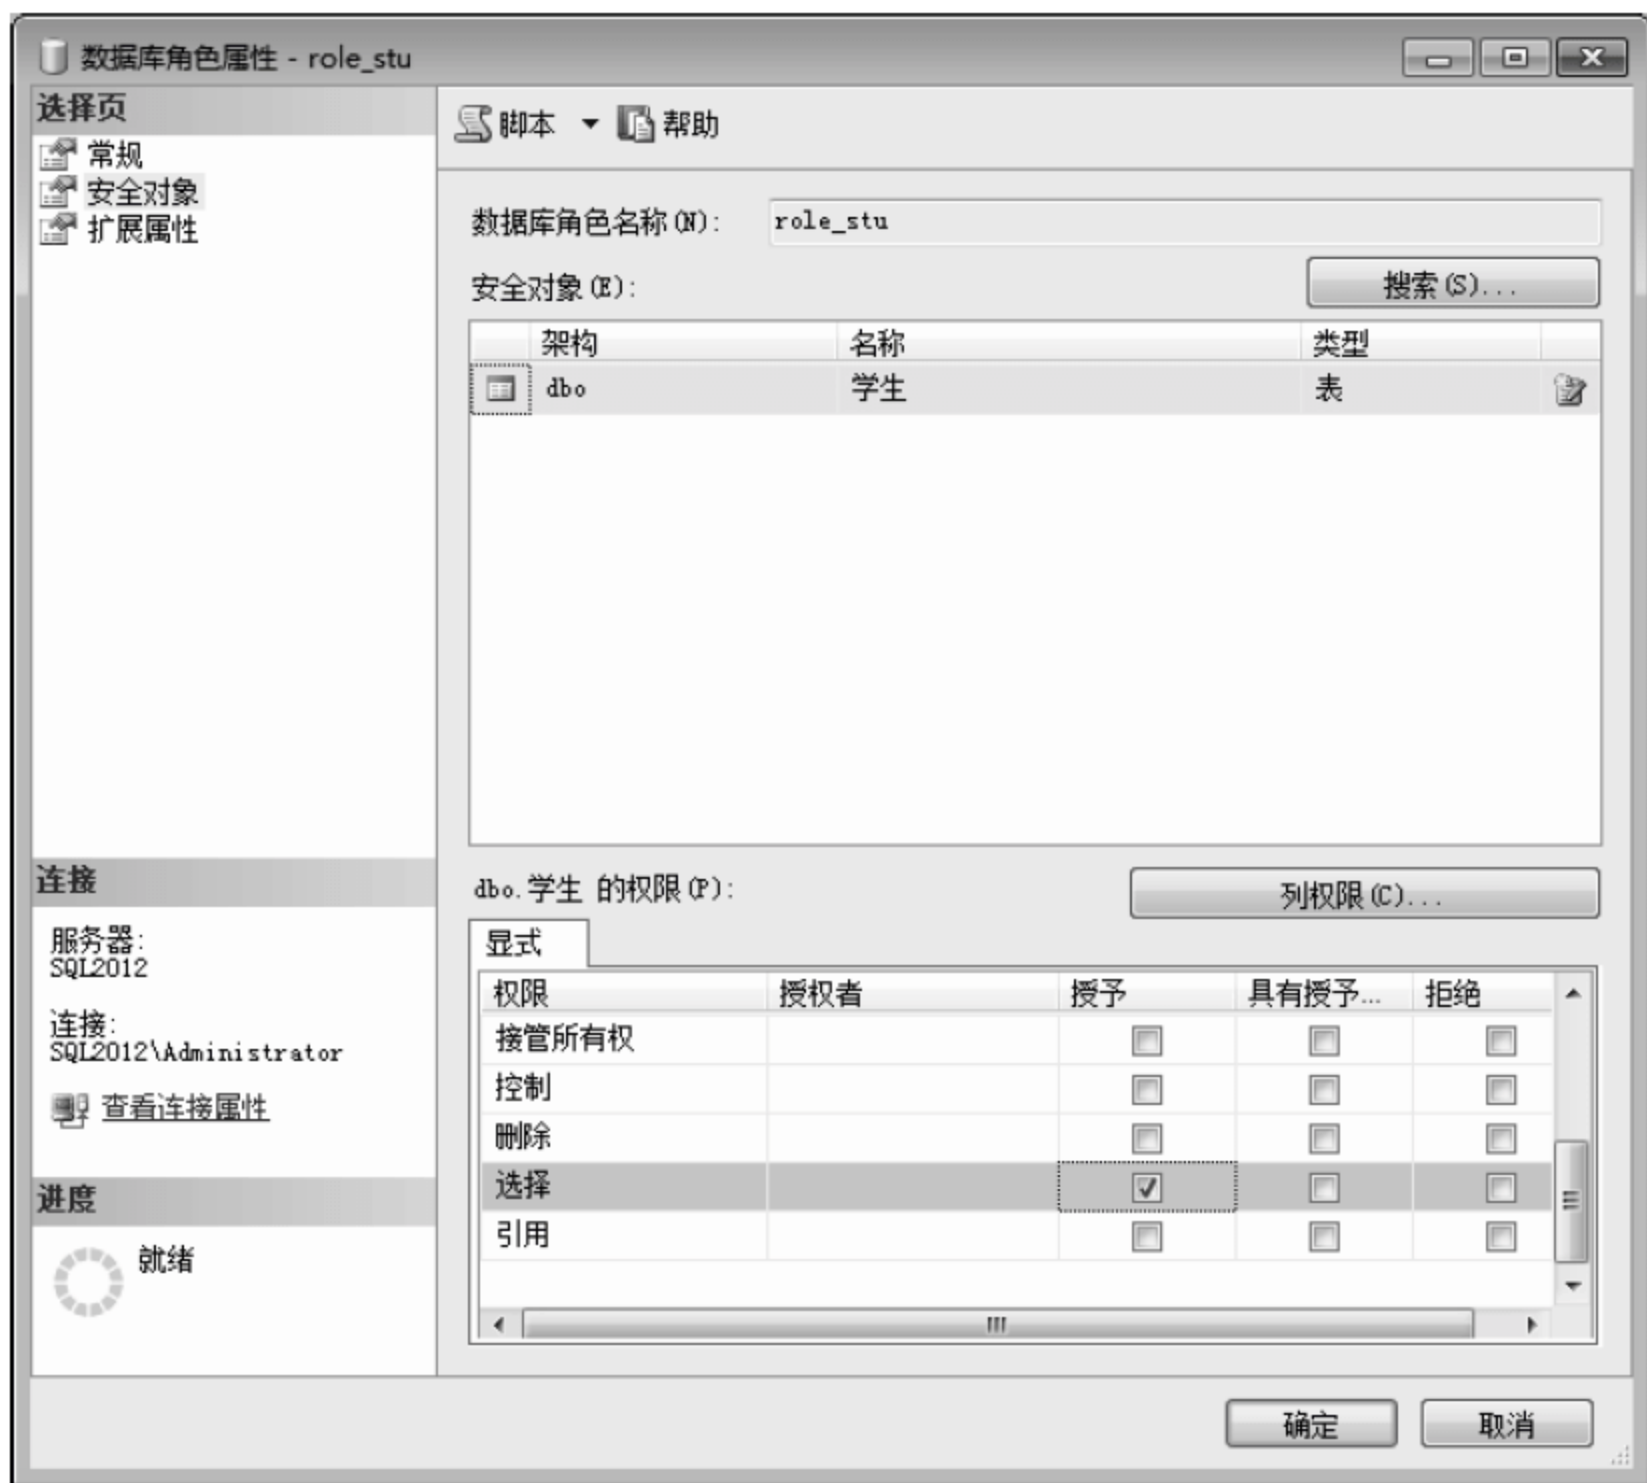 数据库角色属性 - role_stu
选择页
常规
安全对象
扩展属性
脚本 帮助
数据库角色名称(N): role_stu
安全对象(E): 搜索(S)...
架构 名称 类型
dbo 学生 表
dbo.学生 的权限(P): 列权限(C)...
显式
权限 授权者 授予 具有授予... 拒绝
接管所有权
控制
删除
选择
引用
连接
服务器:
SQL2012
连接:
SQL2012\Administrator
查看连接属性
进度
就绪
确定 取消